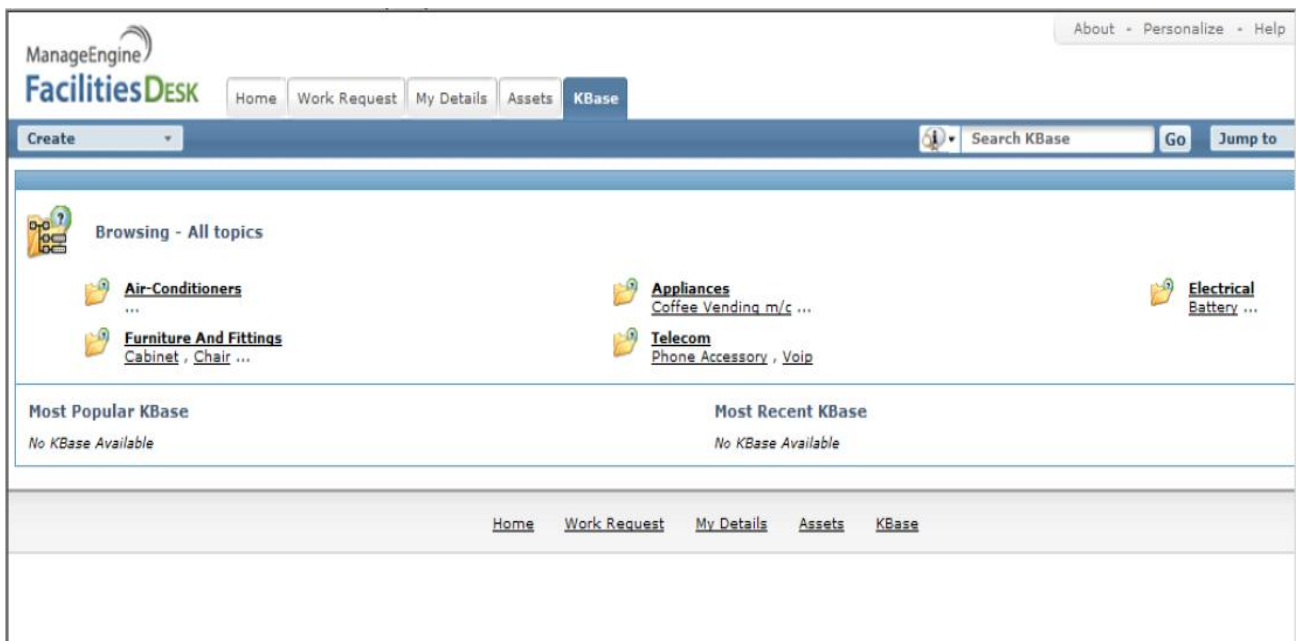 About - Personalize - Help
ManageEngine
FacilitiesDesk
Home Work Request My Details Assets KBase
Create Search KBase Go Jump to
Browsing - All topics
Air-Conditioners Appliances Electrical
... Coffee Vending m/c ... Battery ...
Furniture And Fittings Telecom
Cabinet , Chair ... Phone Accessory , Voip
Most Popular KBase Most Recent KBase
No KBase Available No KBase Available
Home Work Request My Details Assets KBase